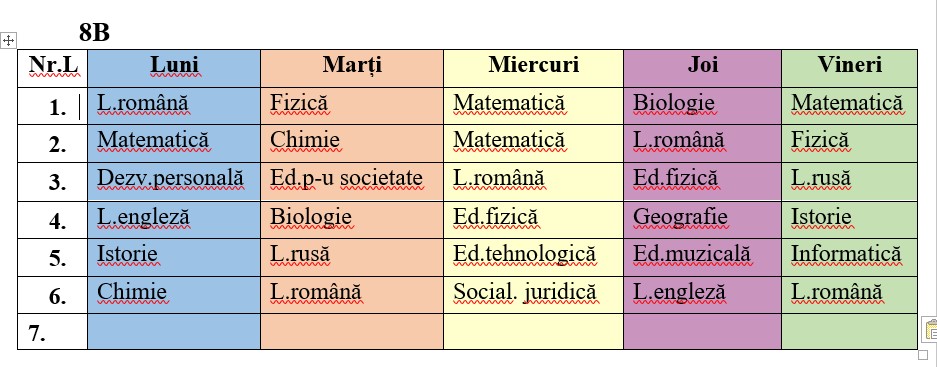 8B
Nr.L Luni Marți Miercuri Joi Vineri
1. L.română Fizică Matematică Biologie Matematică
2. Matematică Chimie Matematică L.română Fizică
3. Dezv.personală Ed.p-u societate L.română Ed.fizică L.rusă
4. L.engleză Biologie Ed.fizică Geografie Istorie
5. Istorie L.rusă Ed.tehnologică Ed.muzicală Informatică
6. Chimie L.română Social. juridică L.engleză L.română
7.